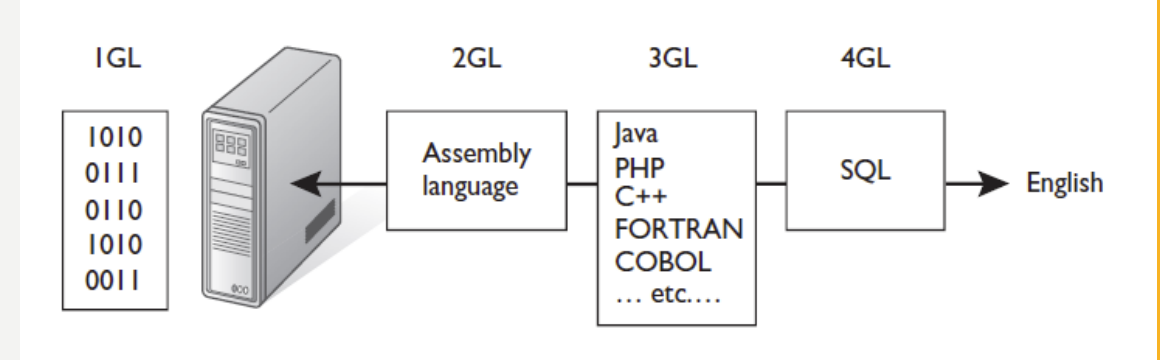 1GL
2GL
3GL
4GL
1010
0111
0110
1010
0011
Assembly
language
Java
PHP
C++
FORTRAN
COBOL
... etc....
SQL
English